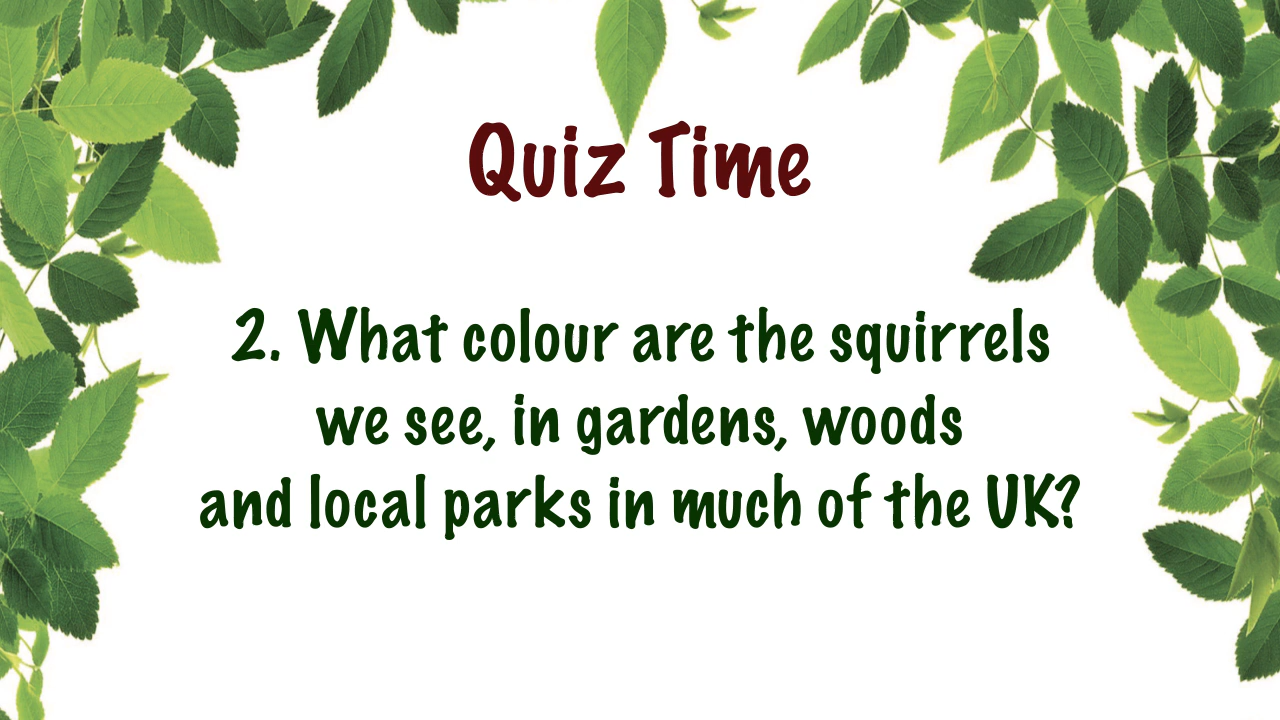 Quiz Time
2. What colour are the squirrels
we see, in gardens, woods
and local parks in much of the UK?